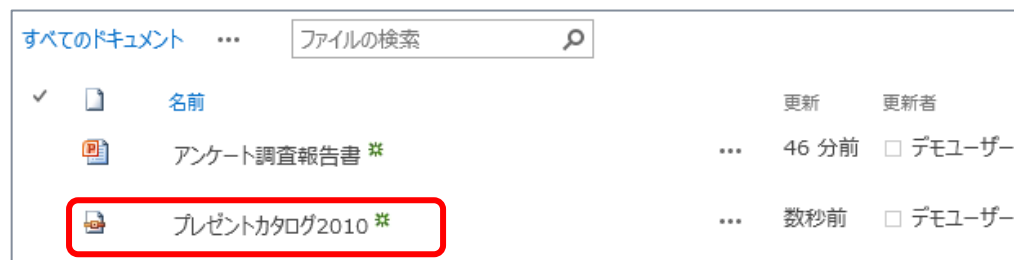 すべてのドキュメント ••• ファイルの検索
名前 更新 更新者
アンケート調査報告書 ••• 46 分前 デモユーザー
プレゼントカタログ2010 ••• 数秒前 デモユーザー